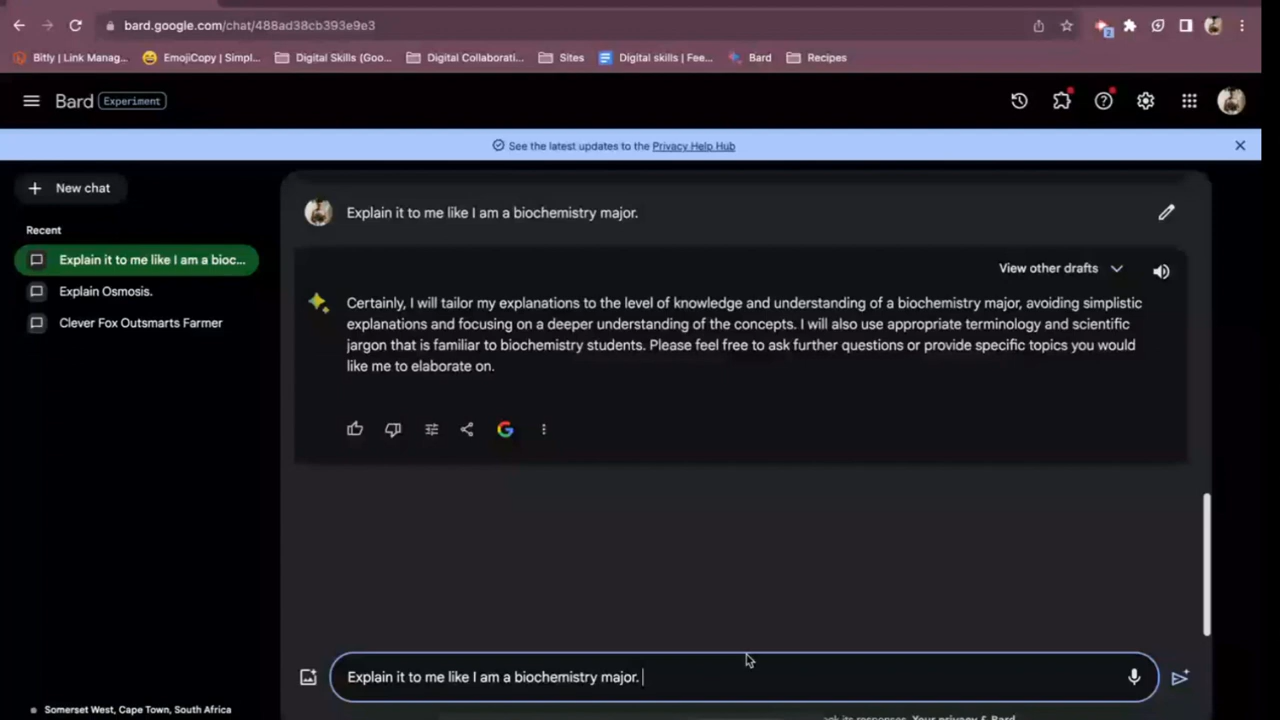 bard.google.com/chat/488ad38cb393e9e3
Bitly | Link Manag...
EmojiCopy | Simpl...
Digital Skills (Goo...
Digital Collaborati...
Sites
Digital skills | Fee...
Bard
Recipes
Bard
Experiment
2
See the latest updates to the Privacy Help Hub
New chat
Recent
Explain it to me like I am a bioc...
Explain Osmosis.
Clever Fox Outsmarts Farmer
Explain it to me like I am a biochemistry major.
View other drafts
Certainly, I will tailor my explanations to the level of knowledge and understanding of a biochemistry major, avoiding simplistic
explanations and focusing on a deeper understanding of the concepts. I will also use appropriate terminology and scientific
jargon that is familiar to biochemistry students. Please feel free to ask further questions or provide specific topics you would
like me to elaborate on.
Explain it to me like I am a biochemistry major.
Somerset West, Cape Town, South Africa
its responses. Your privacy & Bard